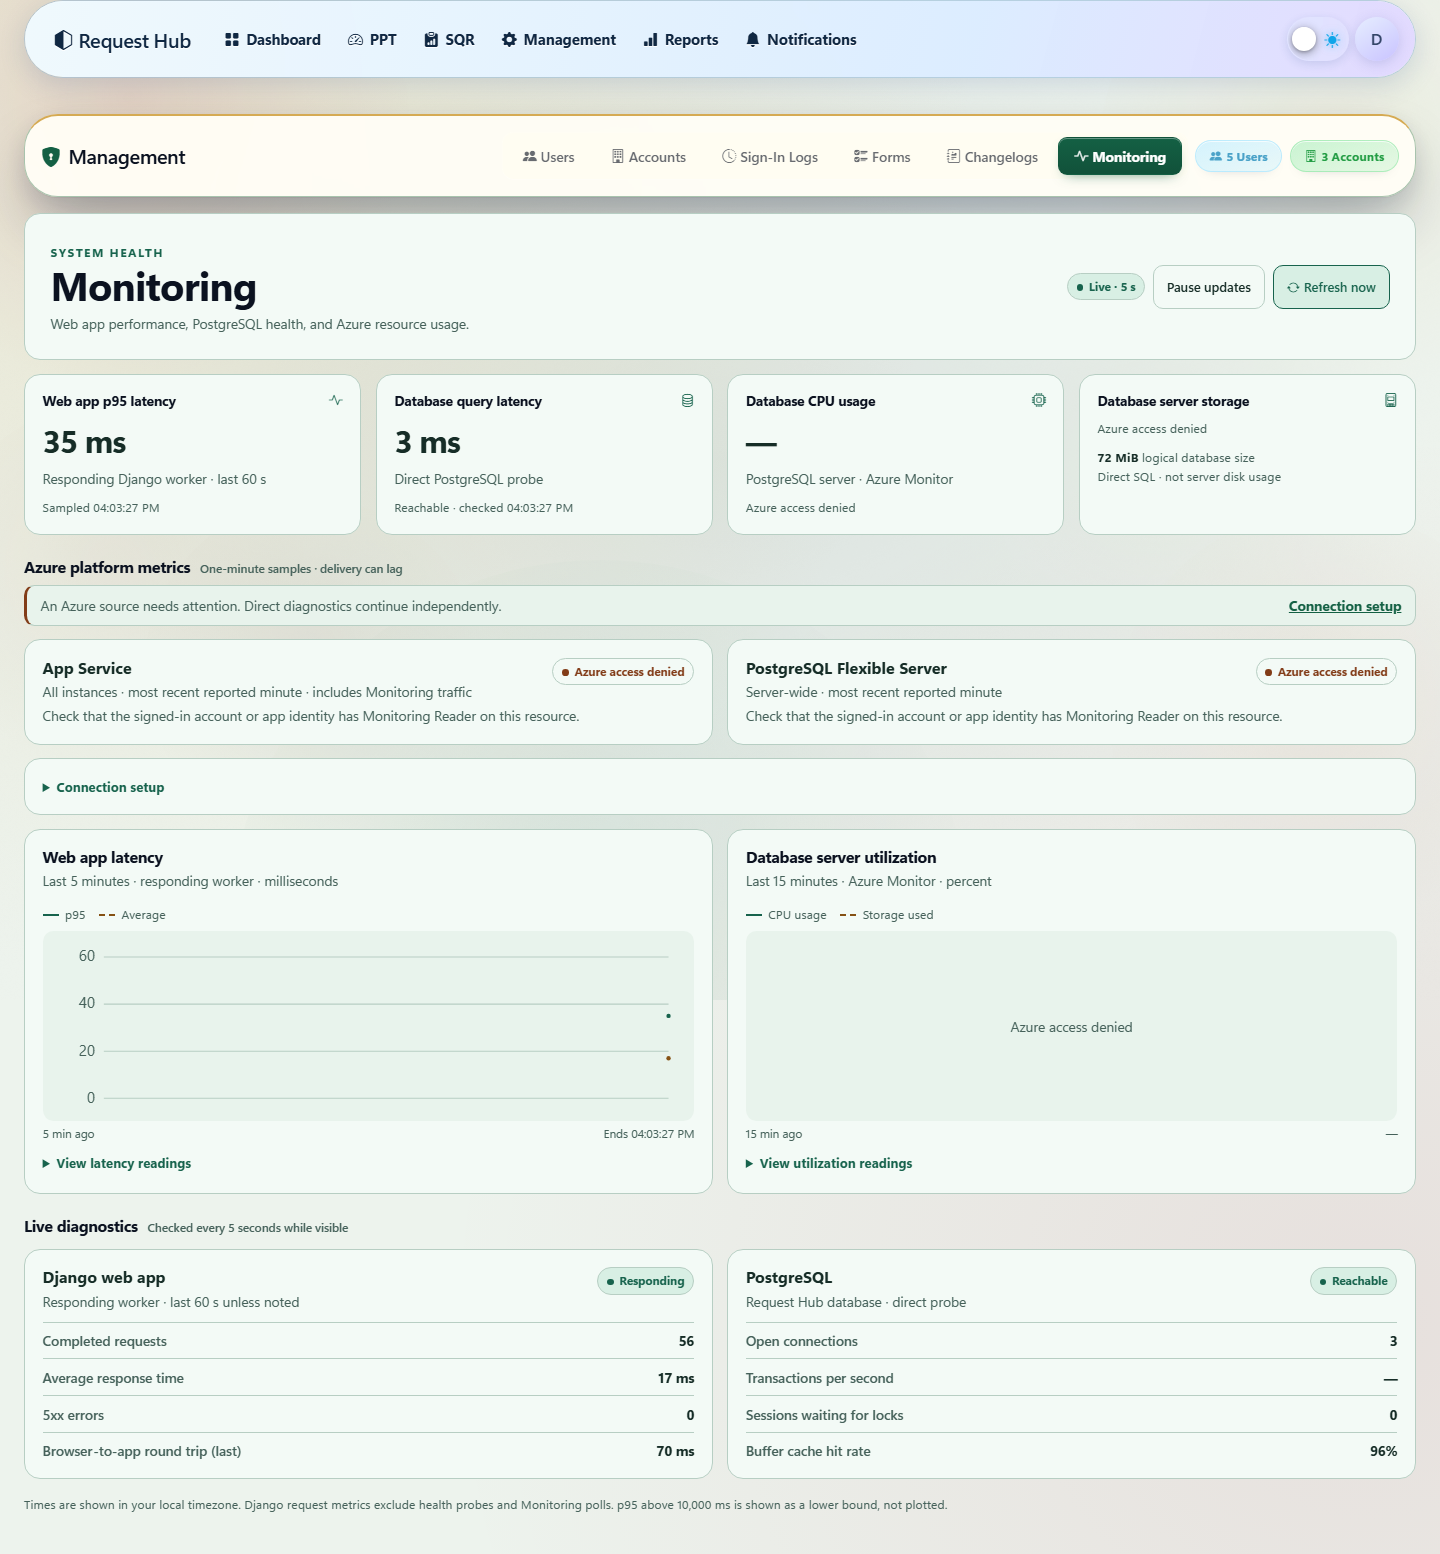 Request Hub
Dashboard
PPT
SQR
Management
Reports
Notifications
D
Management
Users
Accounts
Sign-In Logs
Forms
Changelogs
Monitoring
5 Users
3 Accounts
SYSTEM HEALTH
Monitoring
Web app performance, PostgreSQL health, and Azure resource usage.
Live · 5 s
Pause updates
Refresh now
Web app p95 latency
35 ms
Responding Django worker · last 60 s
Sampled 04:03:27 PM
Database query latency
3 ms
Direct PostgreSQL probe
Reachable · checked 04:03:27 PM
Database CPU usage
—
PostgreSQL server · Azure Monitor
Azure access denied
Database server storage
Azure access denied
72 MiB logical database size
Direct SQL · not server disk usage
Azure platform metrics One-minute samples · delivery can lag
An Azure source needs attention. Direct diagnostics continue independently.
Connection setup
App Service
Azure access denied
All instances · most recent reported minute · includes Monitoring traffic
Check that the signed-in account or app identity has Monitoring Reader on this resource.
PostgreSQL Flexible Server
Azure access denied
Server-wide · most recent reported minute
Check that the signed-in account or app identity has Monitoring Reader on this resource.
Connection setup
Web app latency
Last 5 minutes · responding worker · milliseconds
p95
Average
60
40
20
0
5 min ago
Ends 04:03:27 PM
View latency readings
Database server utilization
Last 15 minutes · Azure Monitor · percent
CPU usage
Storage used
Azure access denied
15 min ago
—
View utilization readings
Live diagnostics Checked every 5 seconds while visible
Django web app
Responding
Responding worker · last 60 s unless noted
Completed requests 56
Average response time 17 ms
5xx errors 0
Browser-to-app round trip (last) 70 ms
PostgreSQL
Reachable
Request Hub database · direct probe
Open connections 3
Transactions per second —
Sessions waiting for locks 0
Buffer cache hit rate 96%
Times are shown in your local timezone. Django request metrics exclude health probes and Monitoring polls. p95 above 10,000 ms is shown as a lower bound, not plotted.